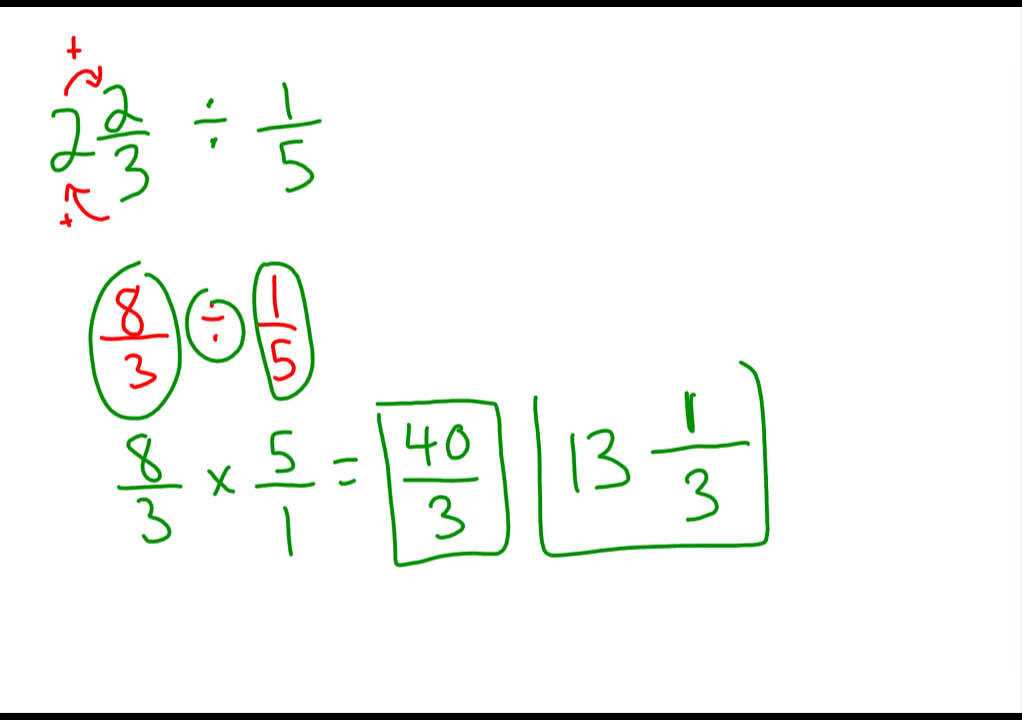 +
2 2/3 ÷ 1/5
+
8/3 ÷ 1/5
8/3 x 5/1 = 40/3 13 1/3